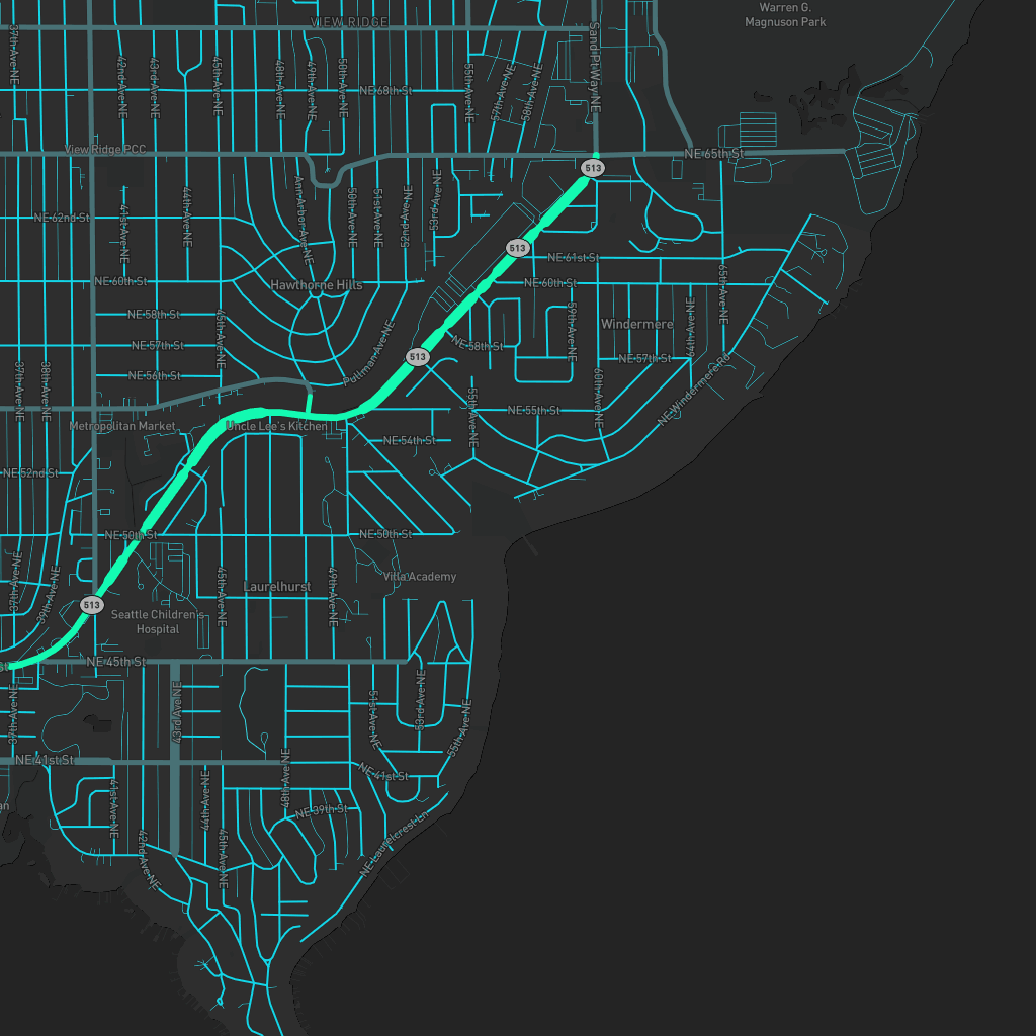 Warren G.
Magnuson Park
VIEW RIDGE
37th Ave NE
42nd Ave NE
43rd Ave NE
45th Ave NE
48th Ave NE
49th Ave NE
50th Ave NE
55th Ave NE
57th Ave NE
58th Ave NE
Sand Pt Way NE
NE 68th St
View Ridge PCC
NE 65th St
513
41st Ave NE
44th Ave NE
Ann Arbor Ave NE
50th Ave NE
51st Ave NE
52nd Ave NE
53rd Ave NE
NE 62nd St
513
NE 61st St
NE 60th St
Hawthorne Hills
NE 60th St
65th Ave NE
NE 58th St
45th Ave NE
Pullman Ave NE
59th Ave NE
Windermere
64th Ave NE
NE 57th St
NE 58th St
513
NE 57th St
37th Ave NE
38th Ave NE
NE 56th St
55th Ave NE
60th Ave NE
NE Windermere Rd
NE 55th St
Metropolitan Market
Uncle Lee's Kitchen
NE 54th St
NE 52nd St
NE 50th St
NE 50th St
37th Ave NE
39th Ave NE
45th Ave NE
Laurelhurst
49th Ave NE
Villa Academy
513
Seattle Children's
Hospital
St
NE 45th St
37th Ave NE
43rd Ave NE
51st Ave NE
53rd Ave NE
55th Ave NE
NE 41st St
NE 41st St
41st Ave NE
44th Ave NE
48th Ave NE
NE 39th St
an
42nd Ave NE
45th Ave NE
NE Laurelcrest Ln